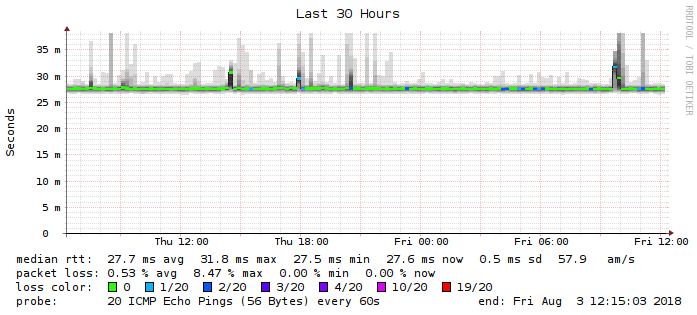 Last 30 Hours
RRDTOOL / TOBI OETIKER
Seconds
35 m
30 m
25 m
20 m
15 m
10 m
5 m
0
Thu 12:00 Thu 18:00 Fri 00:00 Fri 06:00 Fri 12:00
median rtt: 27.7 ms avg 31.8 ms max 27.5 ms min 27.6 ms now 0.5 ms sd 57.9 am/s
packet loss: 0.53 % avg 8.47 % max 0.00 % min 0.00 % now
loss color: 0 1/20 2/20 3/20 4/20 10/20 19/20
probe: 20 ICMP Echo Pings (56 Bytes) every 60s end: Fri Aug 3 12:15:03 2018